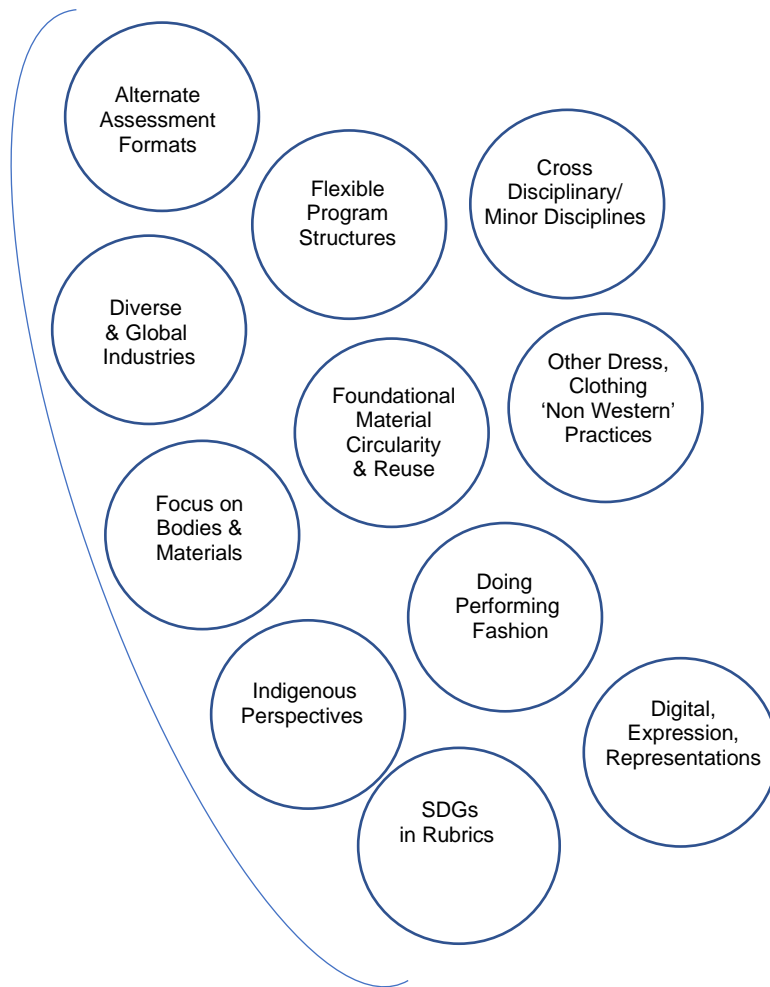 Alternate
Assessment
Formats
Flexible
Program
Structures
Cross
Disciplinary/
Minor Disciplines
Diverse
& Global
Industries
Foundational
Material
Circularity
& Reuse
Other Dress,
Clothing
‘Non Western’
Practices
Focus on
Bodies &
Materials
Doing
Performing
Fashion
Indigenous
Perspectives
Digital,
Expression,
Representations
SDGs
in Rubrics